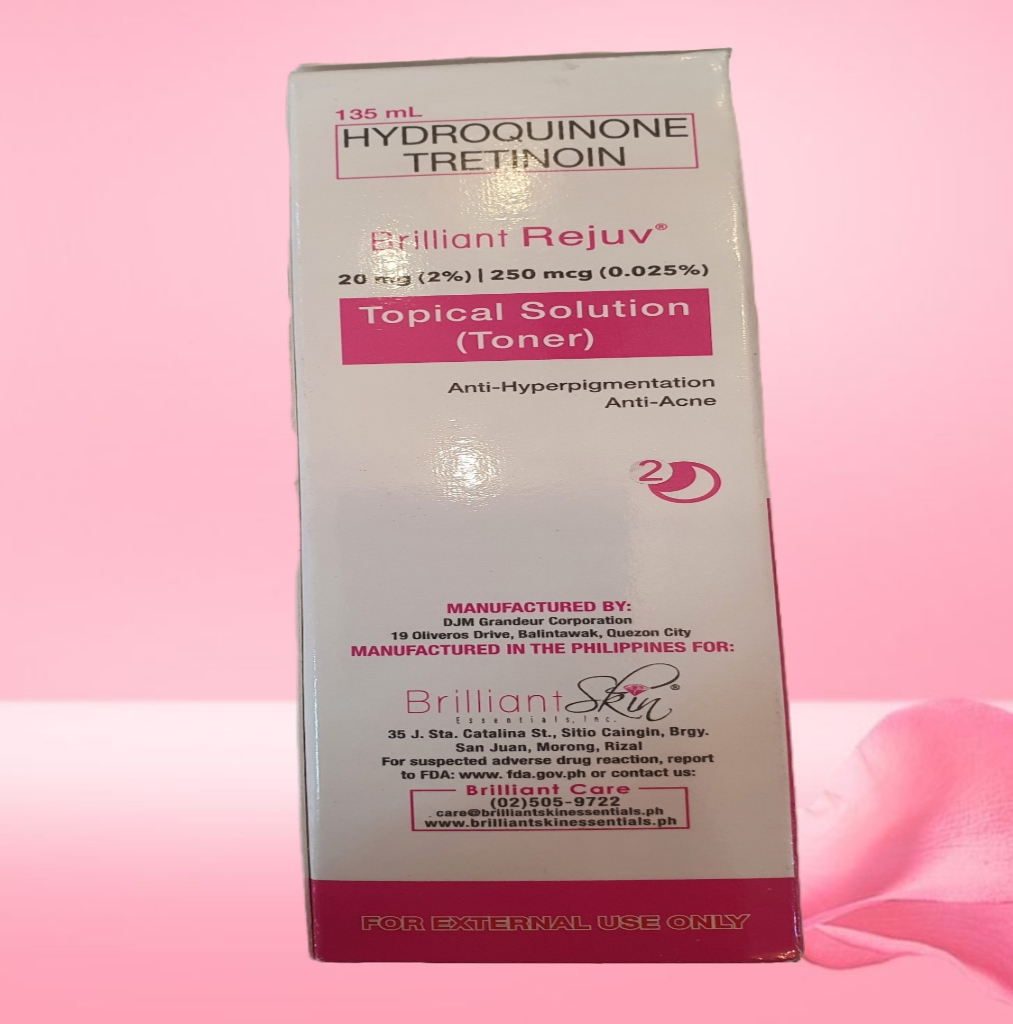 135 mL
HYDROQUINONE
TRETINOIN
Brilliant Rejuv®
20 mg (2%) | 250 mcg (0.025%)
Topical Solution
(Toner)
Anti-Hyperpigmentation
Anti-Acne
2
MANUFACTURED BY:
DJM Grandeur Corporation
19 Oliveros Drive, Balintawak, Quezon City
MANUFACTURED IN THE PHILIPPINES FOR:
Brilliant Skin®
Essentials, Inc.
35 J. Sta. Catalina St., Sitio Caingin, Brgy.
San Juan, Morong, Rizal
For suspected adverse drug reaction, report
to FDA: www. fda.gov.ph or contact us:
Brilliant Care
(02)505-9722
care@brilliantskinessentials.ph
www.brilliantskinessentials.ph
FOR EXTERNAL USE ONLY